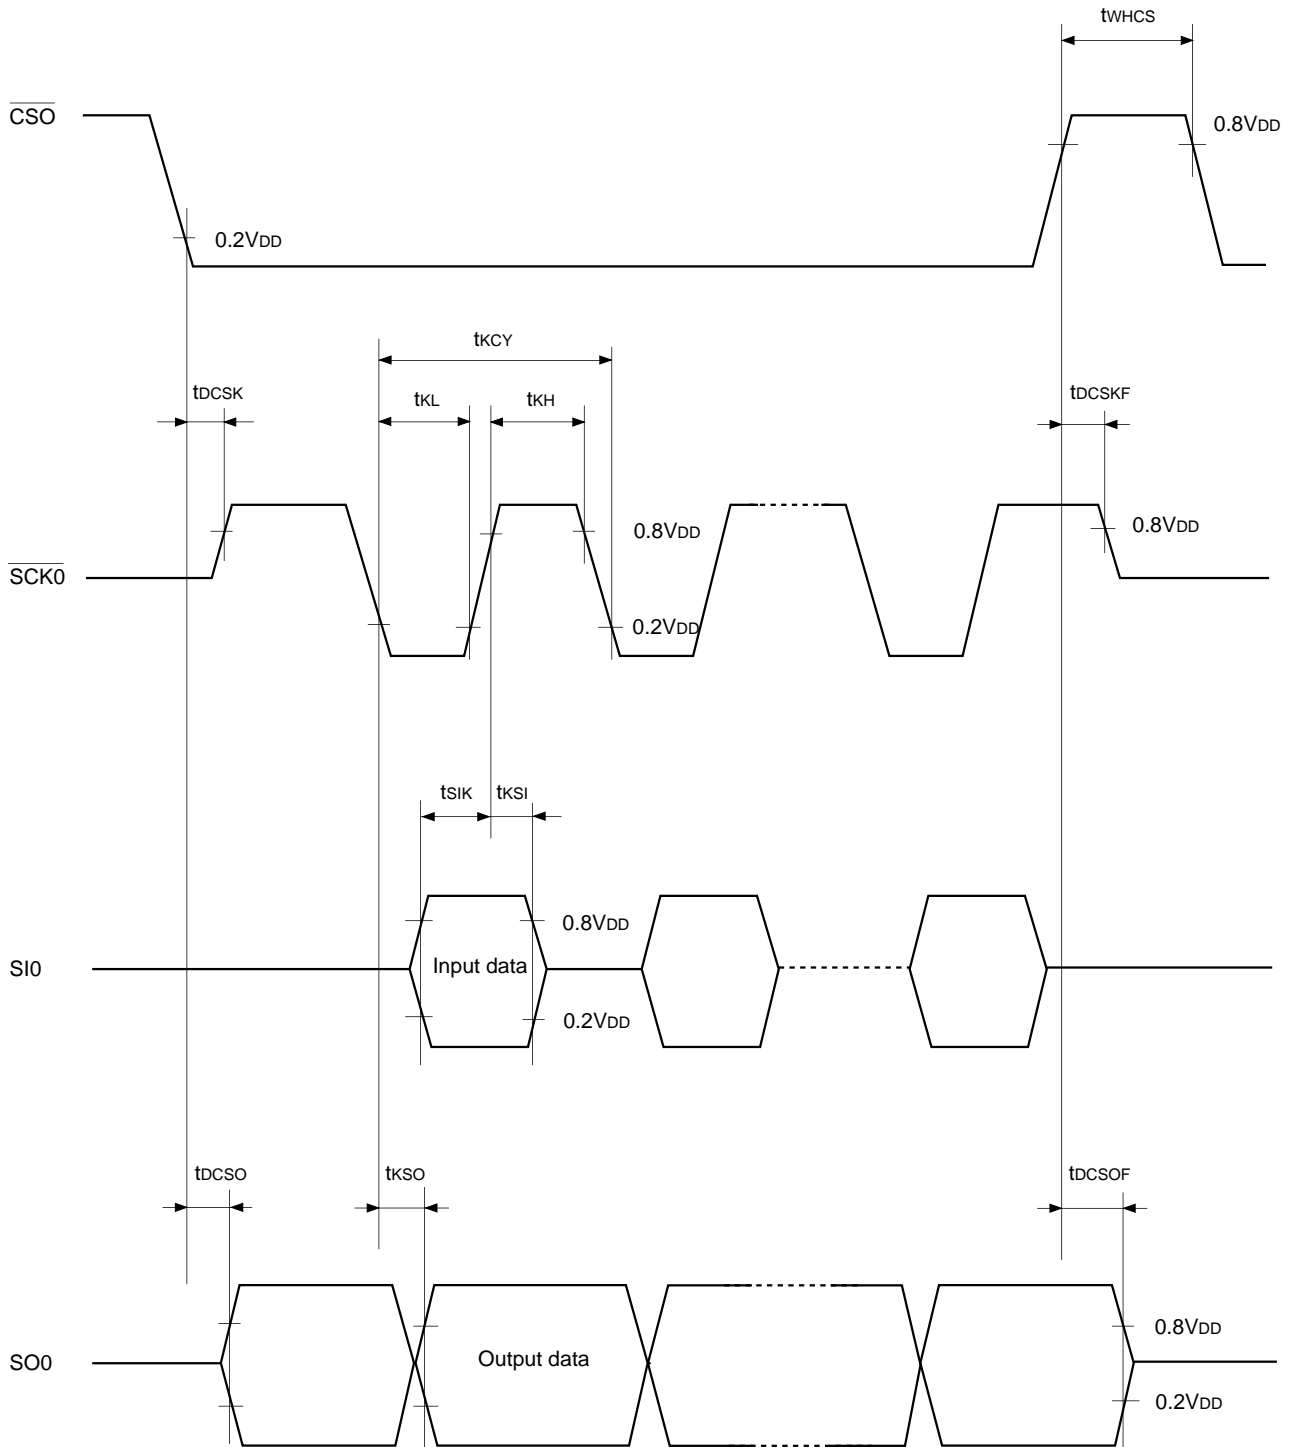 tWHCS
CSO
0.8VDD
0.2VDD
tKCY
tDCSK
tKL
tKH
tDCSKF
0.8VDD
0.8VDD
SCK0
0.2VDD
tSIK
tKSI
0.8VDD
SI0
Input data
0.2VDD
tDCSO
tKSO
tDCSOF
0.8VDD
SO0
Output data
0.2VDD